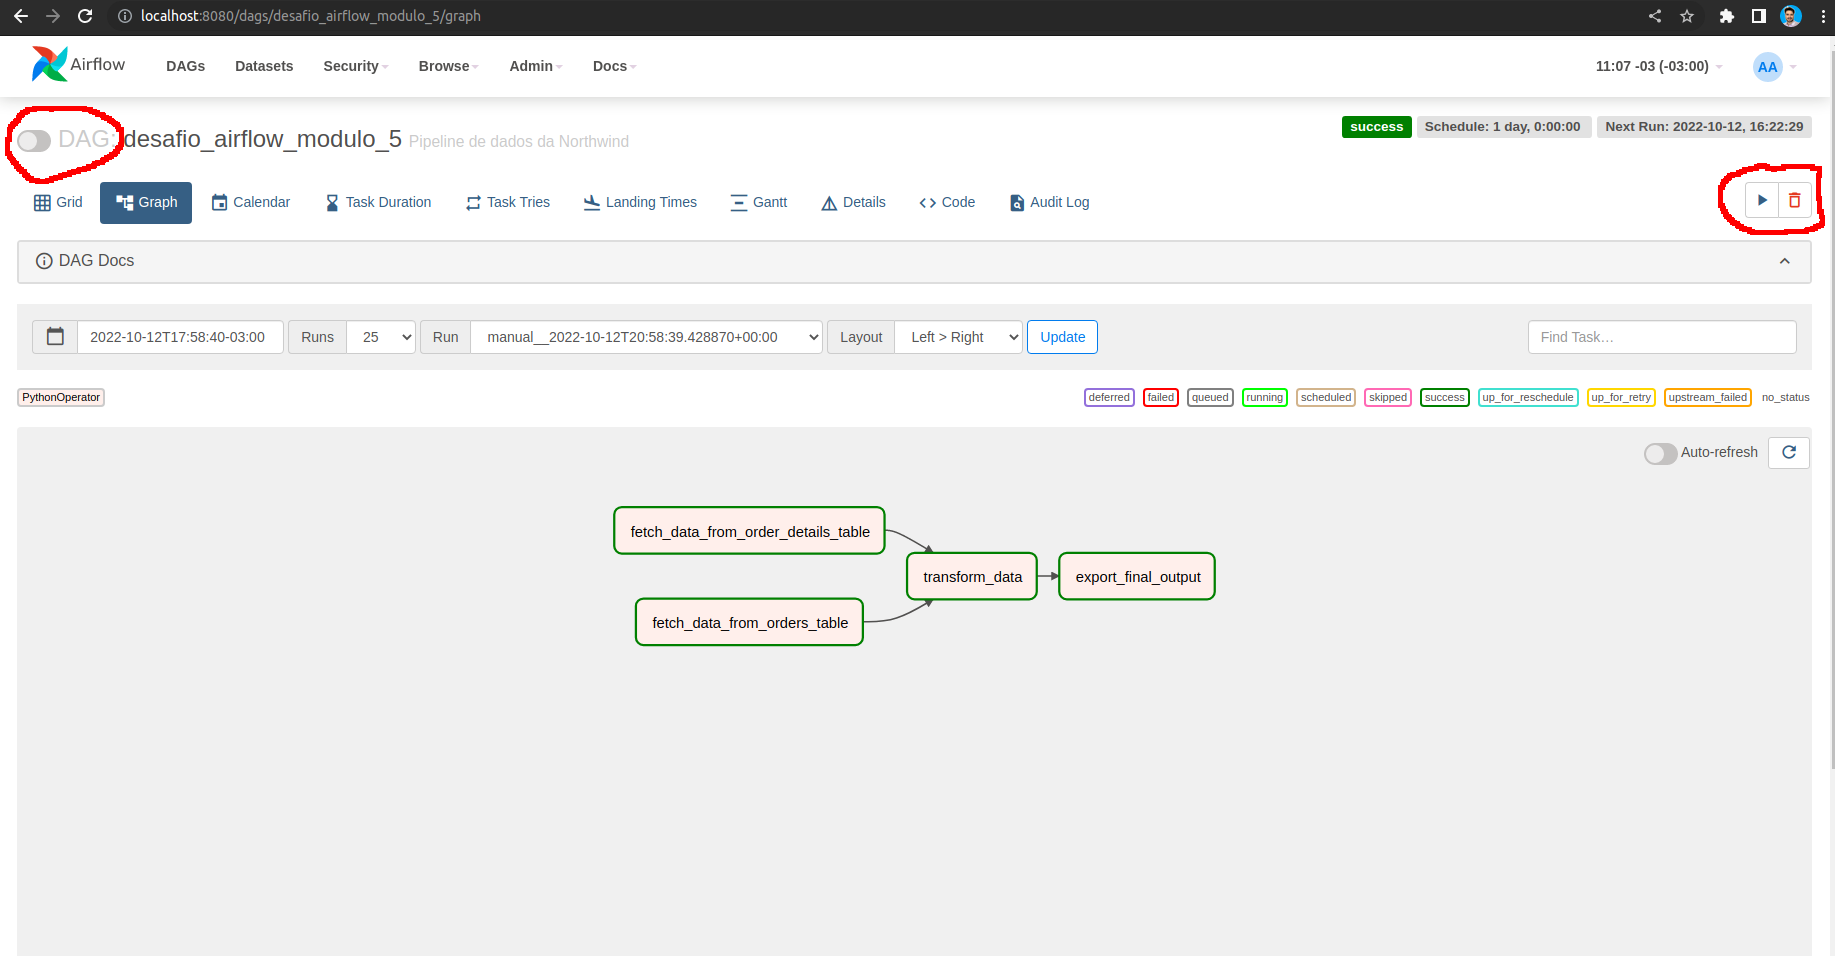 localhost:8080/dags/desafio_airflow_modulo_5/graph
Airflow DAGs Datasets Security Browse Admin Docs 11:07 -03 (-03:00) AA
DAG: desafio_airflow_modulo_5 Pipeline de dados da Northwind success Schedule: 1 day, 0:00:00 Next Run: 2022-10-12, 16:22:29
Grid Graph Calendar Task Duration Task Tries Landing Times Gantt Details Code Audit Log
DAG Docs
2022-10-12T17:58:40-03:00 Runs 25 Run manual__2022-10-12T20:58:39.428870+00:00 Layout Left > Right Update Find Task…
PythonOperator deferred failed queued running scheduled skipped success up_for_reschedule up_for_retry upstream_failed no_status
Auto-refresh
fetch_data_from_order_details_table
transform_data export_final_output
fetch_data_from_orders_table